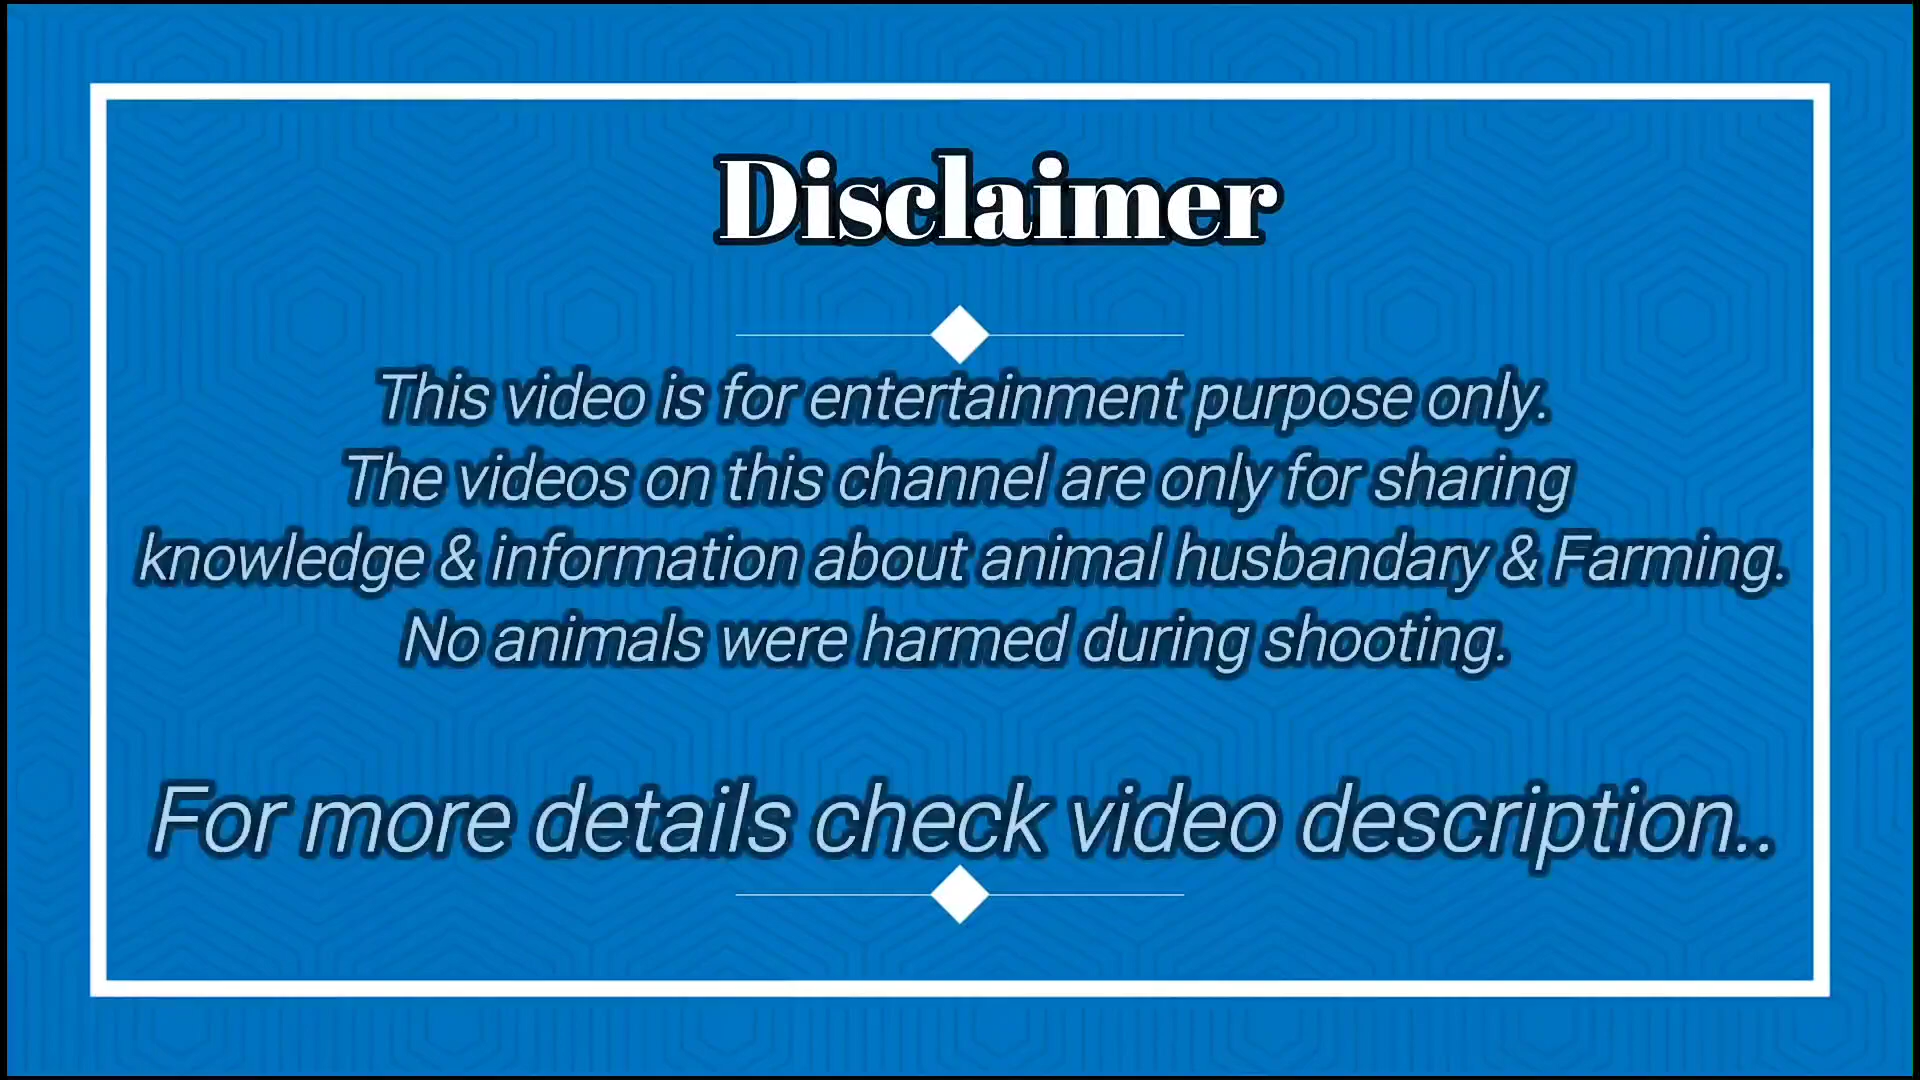 Disclaimer
This video is for entertainment purpose only.
The videos on this channel are only for sharing
knowledge & information about animal husbandary & Farming.
No animals were harmed during shooting.
For more details check video description..